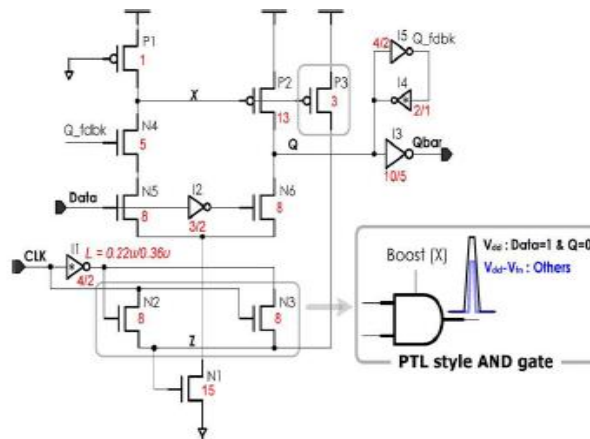 P1
1
X
P2
13
P3
3
4/2
I5
Q_fdbk
I4
2/1
Q_fdbk
N4
5
Q
I3
Qbar
10/5
Data
N5
8
I2
3/2
N6
8
CLK
I1
L = 0.22u/0.36u
4/2
N2
8
N3
8
Z
N1
15
Boost (X)
Vdd : Data=1 & Q=0
Vdd-Vtn : Others
PTL style AND gate